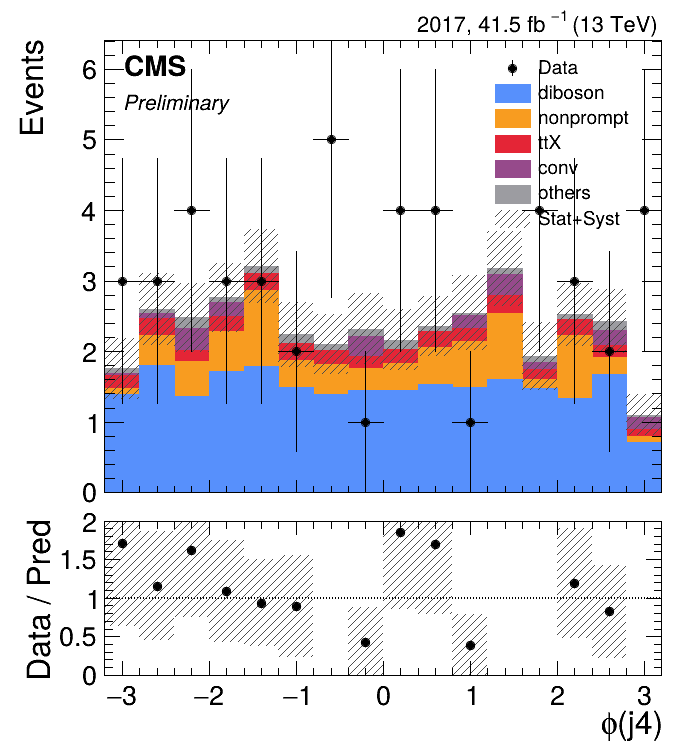 2017, 41.5 fb⁻¹ (13 TeV)
CMS
Preliminary
Events
6
5
4
3
2
1
0
Data
diboson
nonprompt
ttX
conv
others
Stat+Syst
Data / Pred
2
1.5
1
0.5
0
−3 −2 −1 0 1 2 3
ϕ(j4)